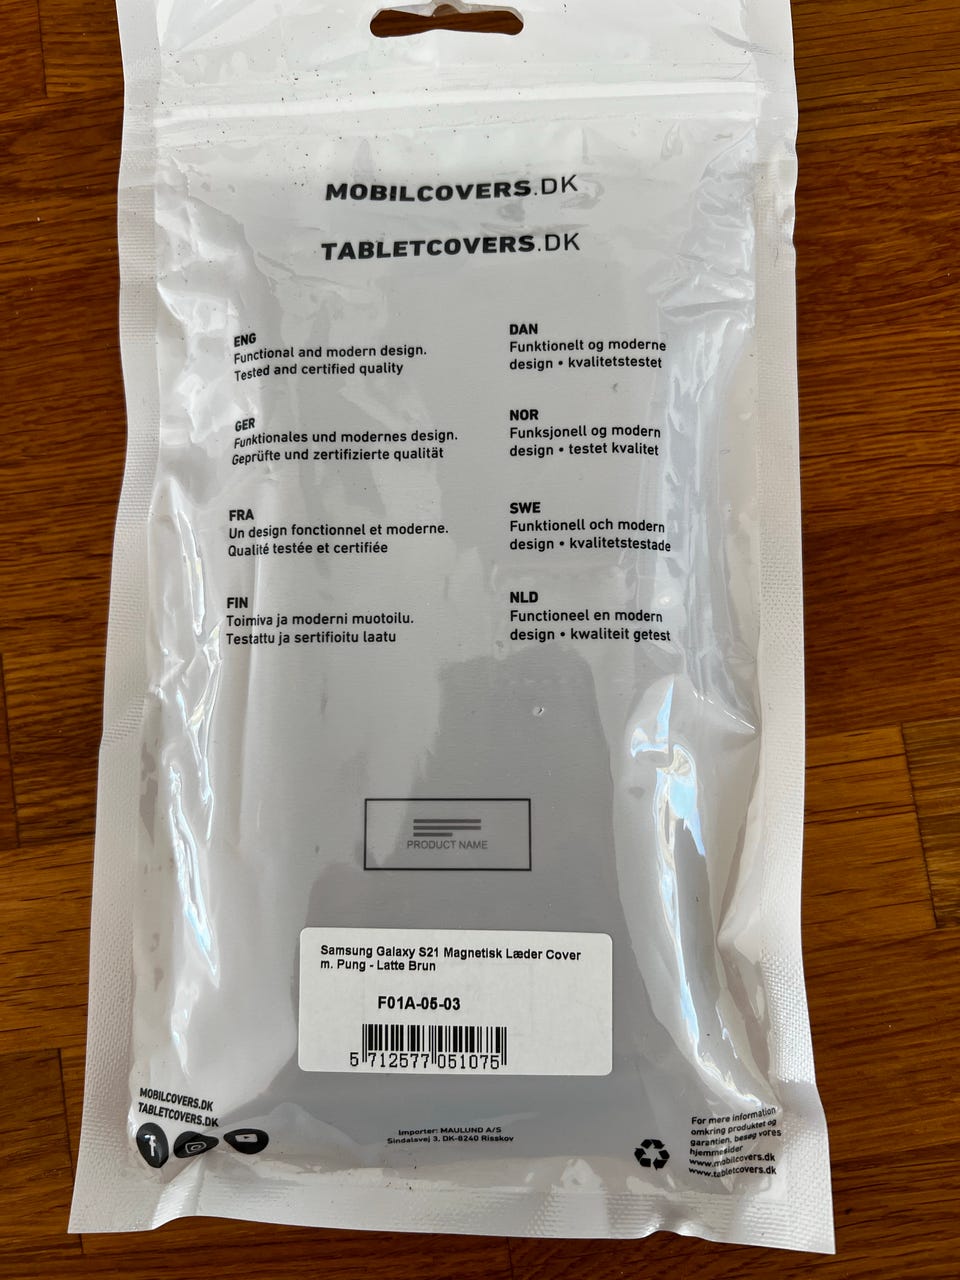 MOBILCOVERS.DK
TABLETCOVERS.DK
ENG
Functional and modern design.
Tested and certified quality
GER
Funktionales und modernes design.
Geprüfte und zertifizierte qualität
FRA
Un design fonctionnel et moderne.
Qualité testée et certifiée
FIN
Toimiva ja moderni muotoilu.
Testattu ja sertifioitu laatu
DAN
Funktionelt og moderne
design • kvalitetstestet
NOR
Funksjonell og modern
design • testet kvalitet
SWE
Funktionell och modern
design • kvalitetstestade
NLD
Functioneel en modern
design • kwaliteit getest
PRODUCT NAME
Samsung Galaxy S21 Magnetisk Læder Cover
m. Pung - Latte Brun
F01A-05-03
5 712577 051075
MOBILCOVERS.DK
TABLETCOVERS.DK
Importer: MAULUND A/S
Sindalsvej 3, DK-8240 Risskov
For mere information
omkring produktet og
garantien, besøg vores
hjemmesider
www.mobilcovers.dk
www.tabletcovers.dk